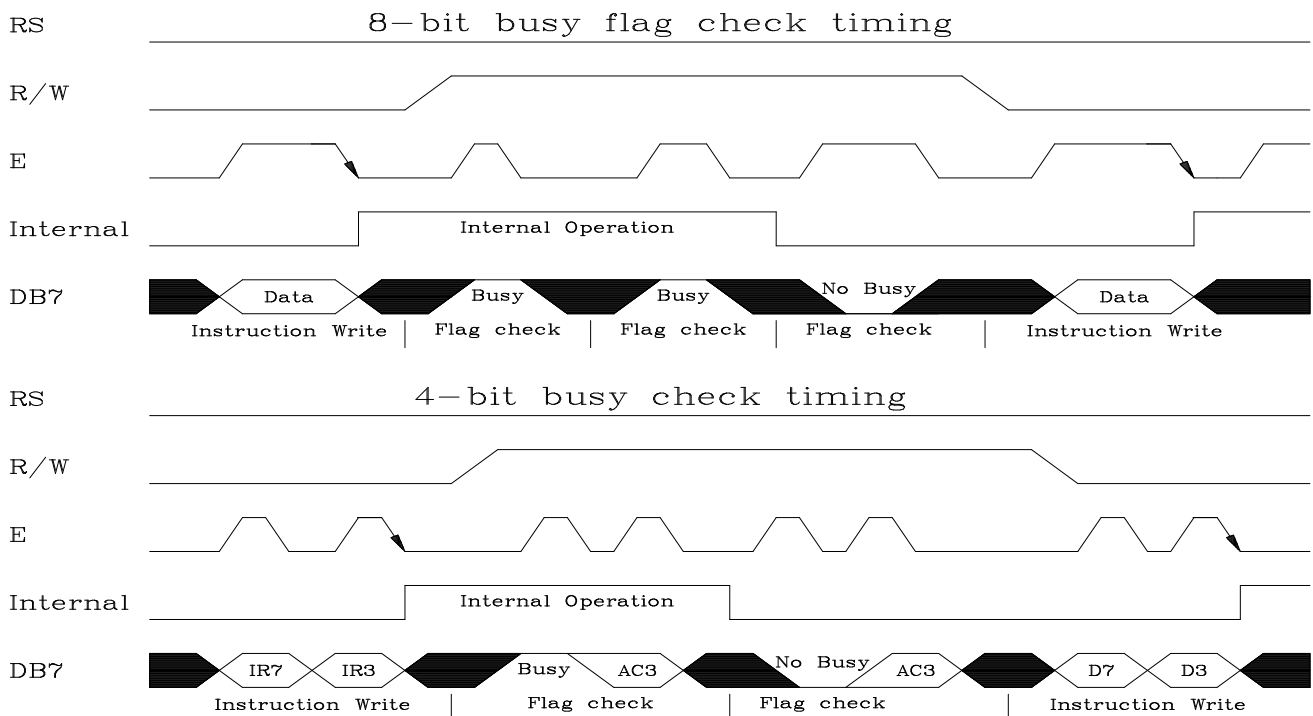 RS 8-bit busy flag check timing
R/W
E
Internal Internal Operation
DB7 Data Busy Busy No Busy Data
Instruction Write Flag check Flag check Flag check Instruction Write
RS 4-bit busy check timing
R/W
E
Internal Internal Operation
DB7 IR7 IR3 Busy AC3 No Busy AC3 D7 D3
Instruction Write Flag check Flag check Instruction Write